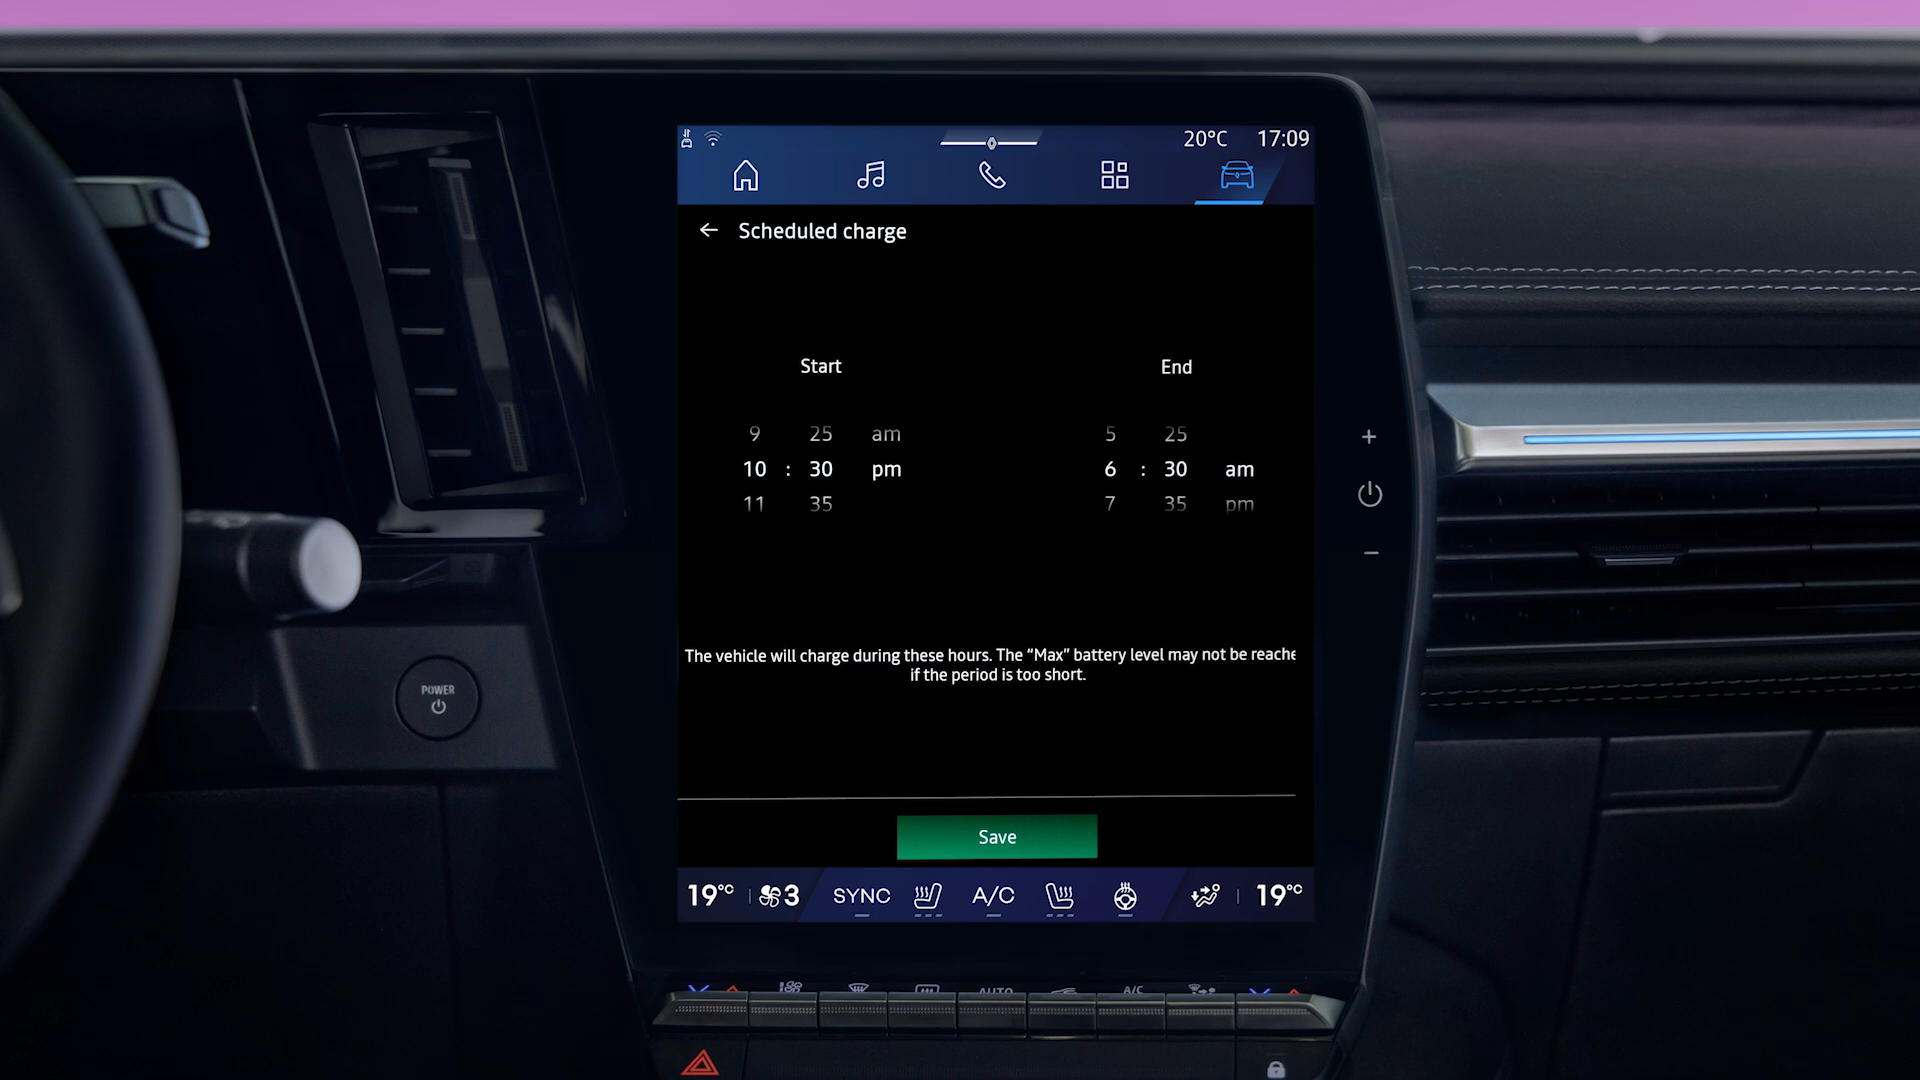 20°C 17:09
Scheduled charge
Start End
9 25 am 5 25
10 : 30 pm 6 : 30 am
11 35 7 35 pm
The vehicle will charge during these hours. The “Max” battery level may not be reache
if the period is too short.
Save
19°C 3 SYNC A/C 19°C
POWER
AUTO A/C